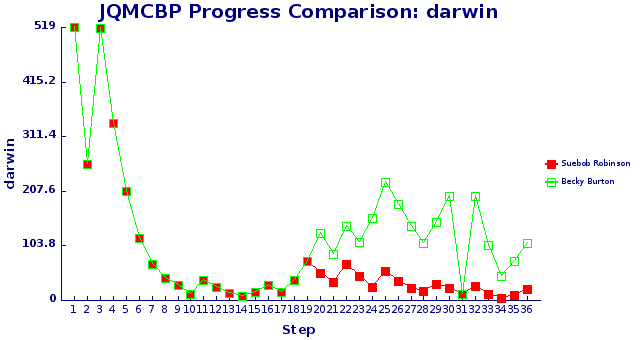 JQMCBP Progress Comparison: darwin
519
415.2
311.4
207.6
103.8
0
darwin
1 2 3 4 5 6 7 8 9 10 11 12 13 14 15 16 17 18 19 20 21 22 23 24 25 26 27 28 29 30 31 32 33 34 35 36
Step
Suebob Robinson
Becky Burton